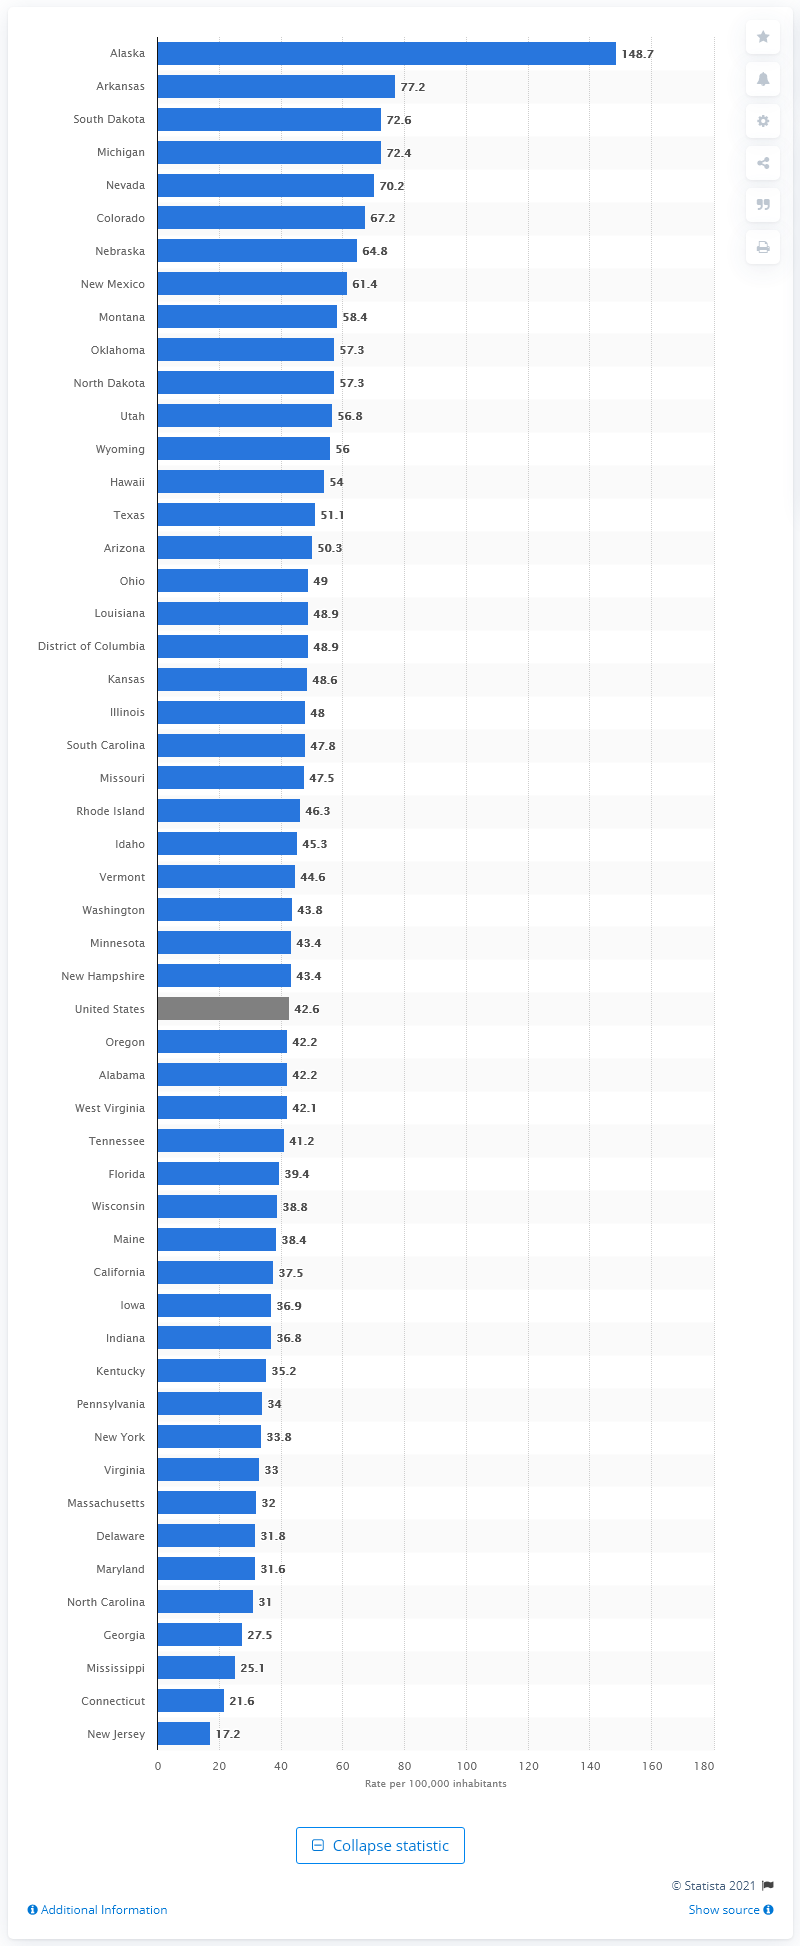 Alaska 148.7
Arkansas 77.2
South Dakota 72.6
Michigan 72.4
Nevada 70.2
Colorado 67.2
Nebraska 64.8
New Mexico 61.4
Montana 58.4
Oklahoma 57.3
North Dakota 57.3
Utah 56.8
Wyoming 56
Hawaii 54
Texas 51.1
Arizona 50.3
Ohio 49
Louisiana 48.9
District of Columbia 48.9
Kansas 48.6
Illinois 48
South Carolina 47.8
Missouri 47.5
Rhode Island 46.3
Idaho 45.3
Vermont 44.6
Washington 43.8
Minnesota 43.4
New Hampshire 43.4
United States 42.6
Oregon 42.2
Alabama 42.2
West Virginia 42.1
Tennessee 41.2
Florida 39.4
Wisconsin 38.8
Maine 38.4
California 37.5
Iowa 36.9
Indiana 36.8
Kentucky 35.2
Pennsylvania 34
New York 33.8
Virginia 33
Massachusetts 32
Delaware 31.8
Maryland 31.6
North Carolina 31
Georgia 27.5
Mississippi 25.1
Connecticut 21.6
New Jersey 17.2
0 20 40 60 80 100 120 140 160 180
Rate per 100,000 inhabitants
Collapse statistic
© Statista 2021
Additional Information Show source